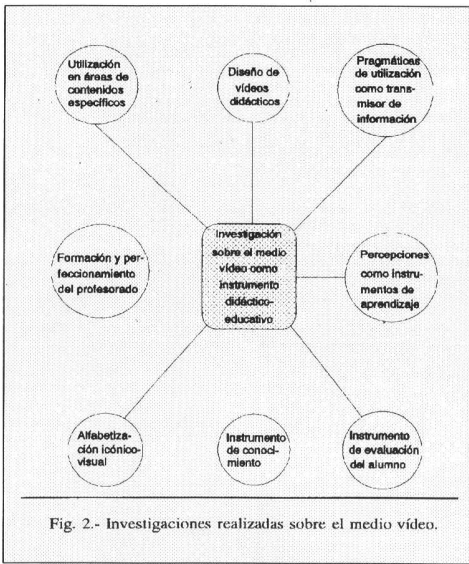 Utilización
en áreas de
contenidos
específicos
Diseño de
vídeos
didácticos
Pragmáticas
de utilización
como trans-
misor de
información
Formación y per-
feccionamiento
del profesorado
Investigación
sobre el medio
vídeo como
instrumento
didáctico-
educativo
Percepciones
como instru-
mentos de
aprendizaje
Alfabetiza-
ción icónico-
visual
Instrumento
de conoci-
miento
Instrumento
de evaluación
del alumno
Fig. 2.- Investigaciones realizadas sobre el medio vídeo.